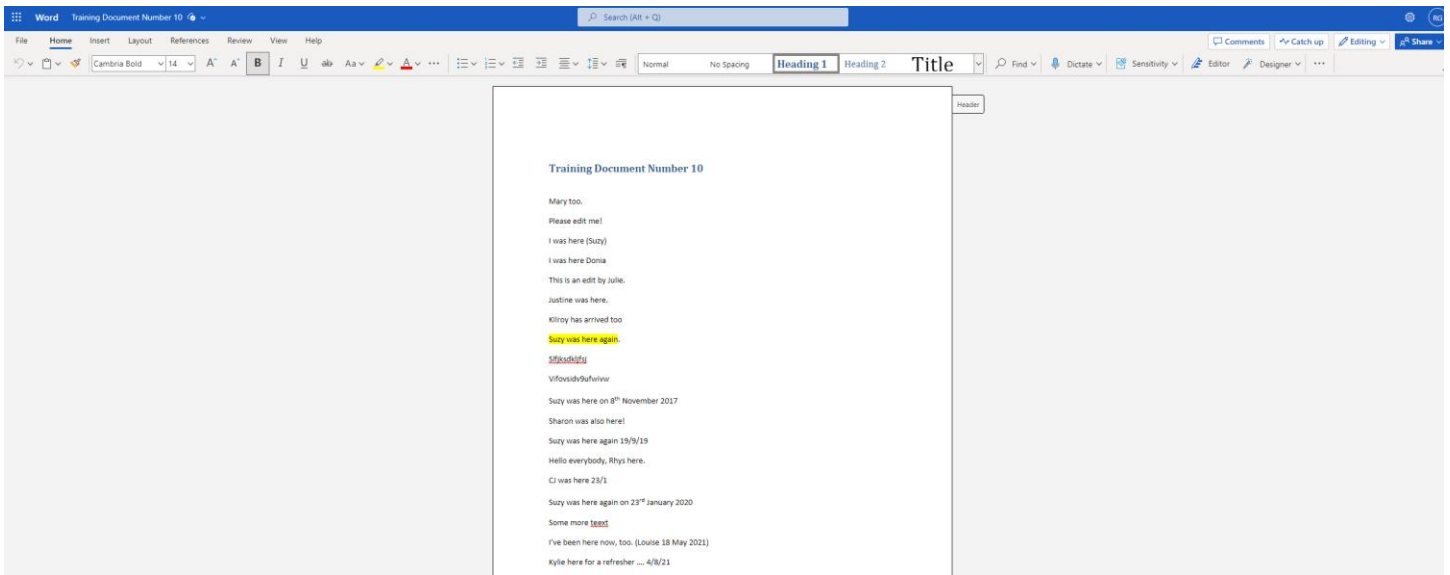 Word Training Document Number 10 Search (Alt + Q) RG
File Home Insert Layout References Review View Help Comments Catch up Editing Share
Cambria Bold 14 A A B I U ab Aa A Normal No Spacing Heading 1 Heading 2 Title Find Dictate Sensitivity Editor Designer
Header
Training Document Number 10
Mary too.
Please edit me!
I was here (Suzy)
I was here Donia
This is an edit by Julie.
Justine was here.
Kilroy has arrived too
Suzy was here again.
Vifovsidv9ufwivw
Suzy was here on 8th November 2017
Sharon was also here!
Suzy was here again 19/9/19
Hello everybody, Rhys here.
CJ was here 23/1
Suzy was here again on 23rd January 2020
Some more teext
I've been here now, too. (Louise 18 May 2021)
Kylie here for a refresher .... 4/8/21